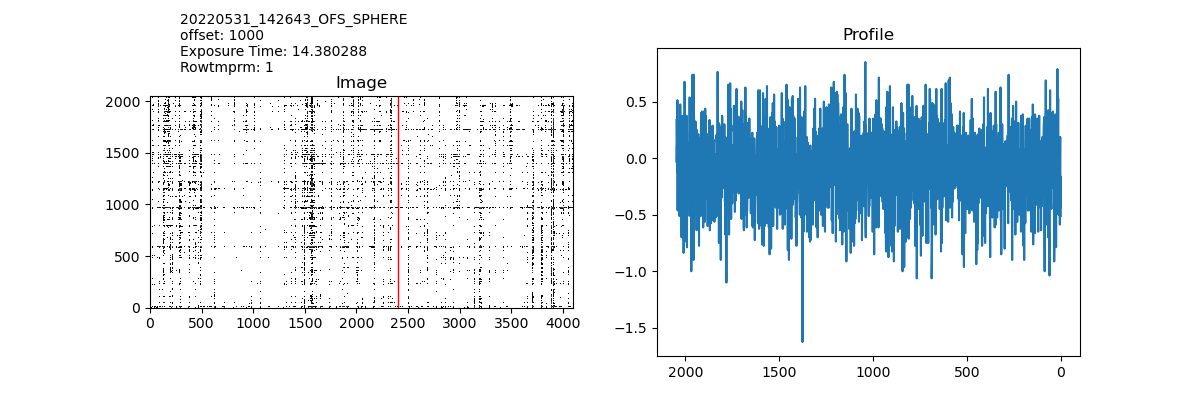 20220531_142643_OFS_SPHERE
offset: 1000
Exposure Time: 14.380288
Rowtmprm: 1
Image
2000
1500
1000
500
0
0 500 1000 1500 2000 2500 3000 3500 4000
Profile
0.5
0.0
−0.5
−1.0
−1.5
2000 1500 1000 500 0